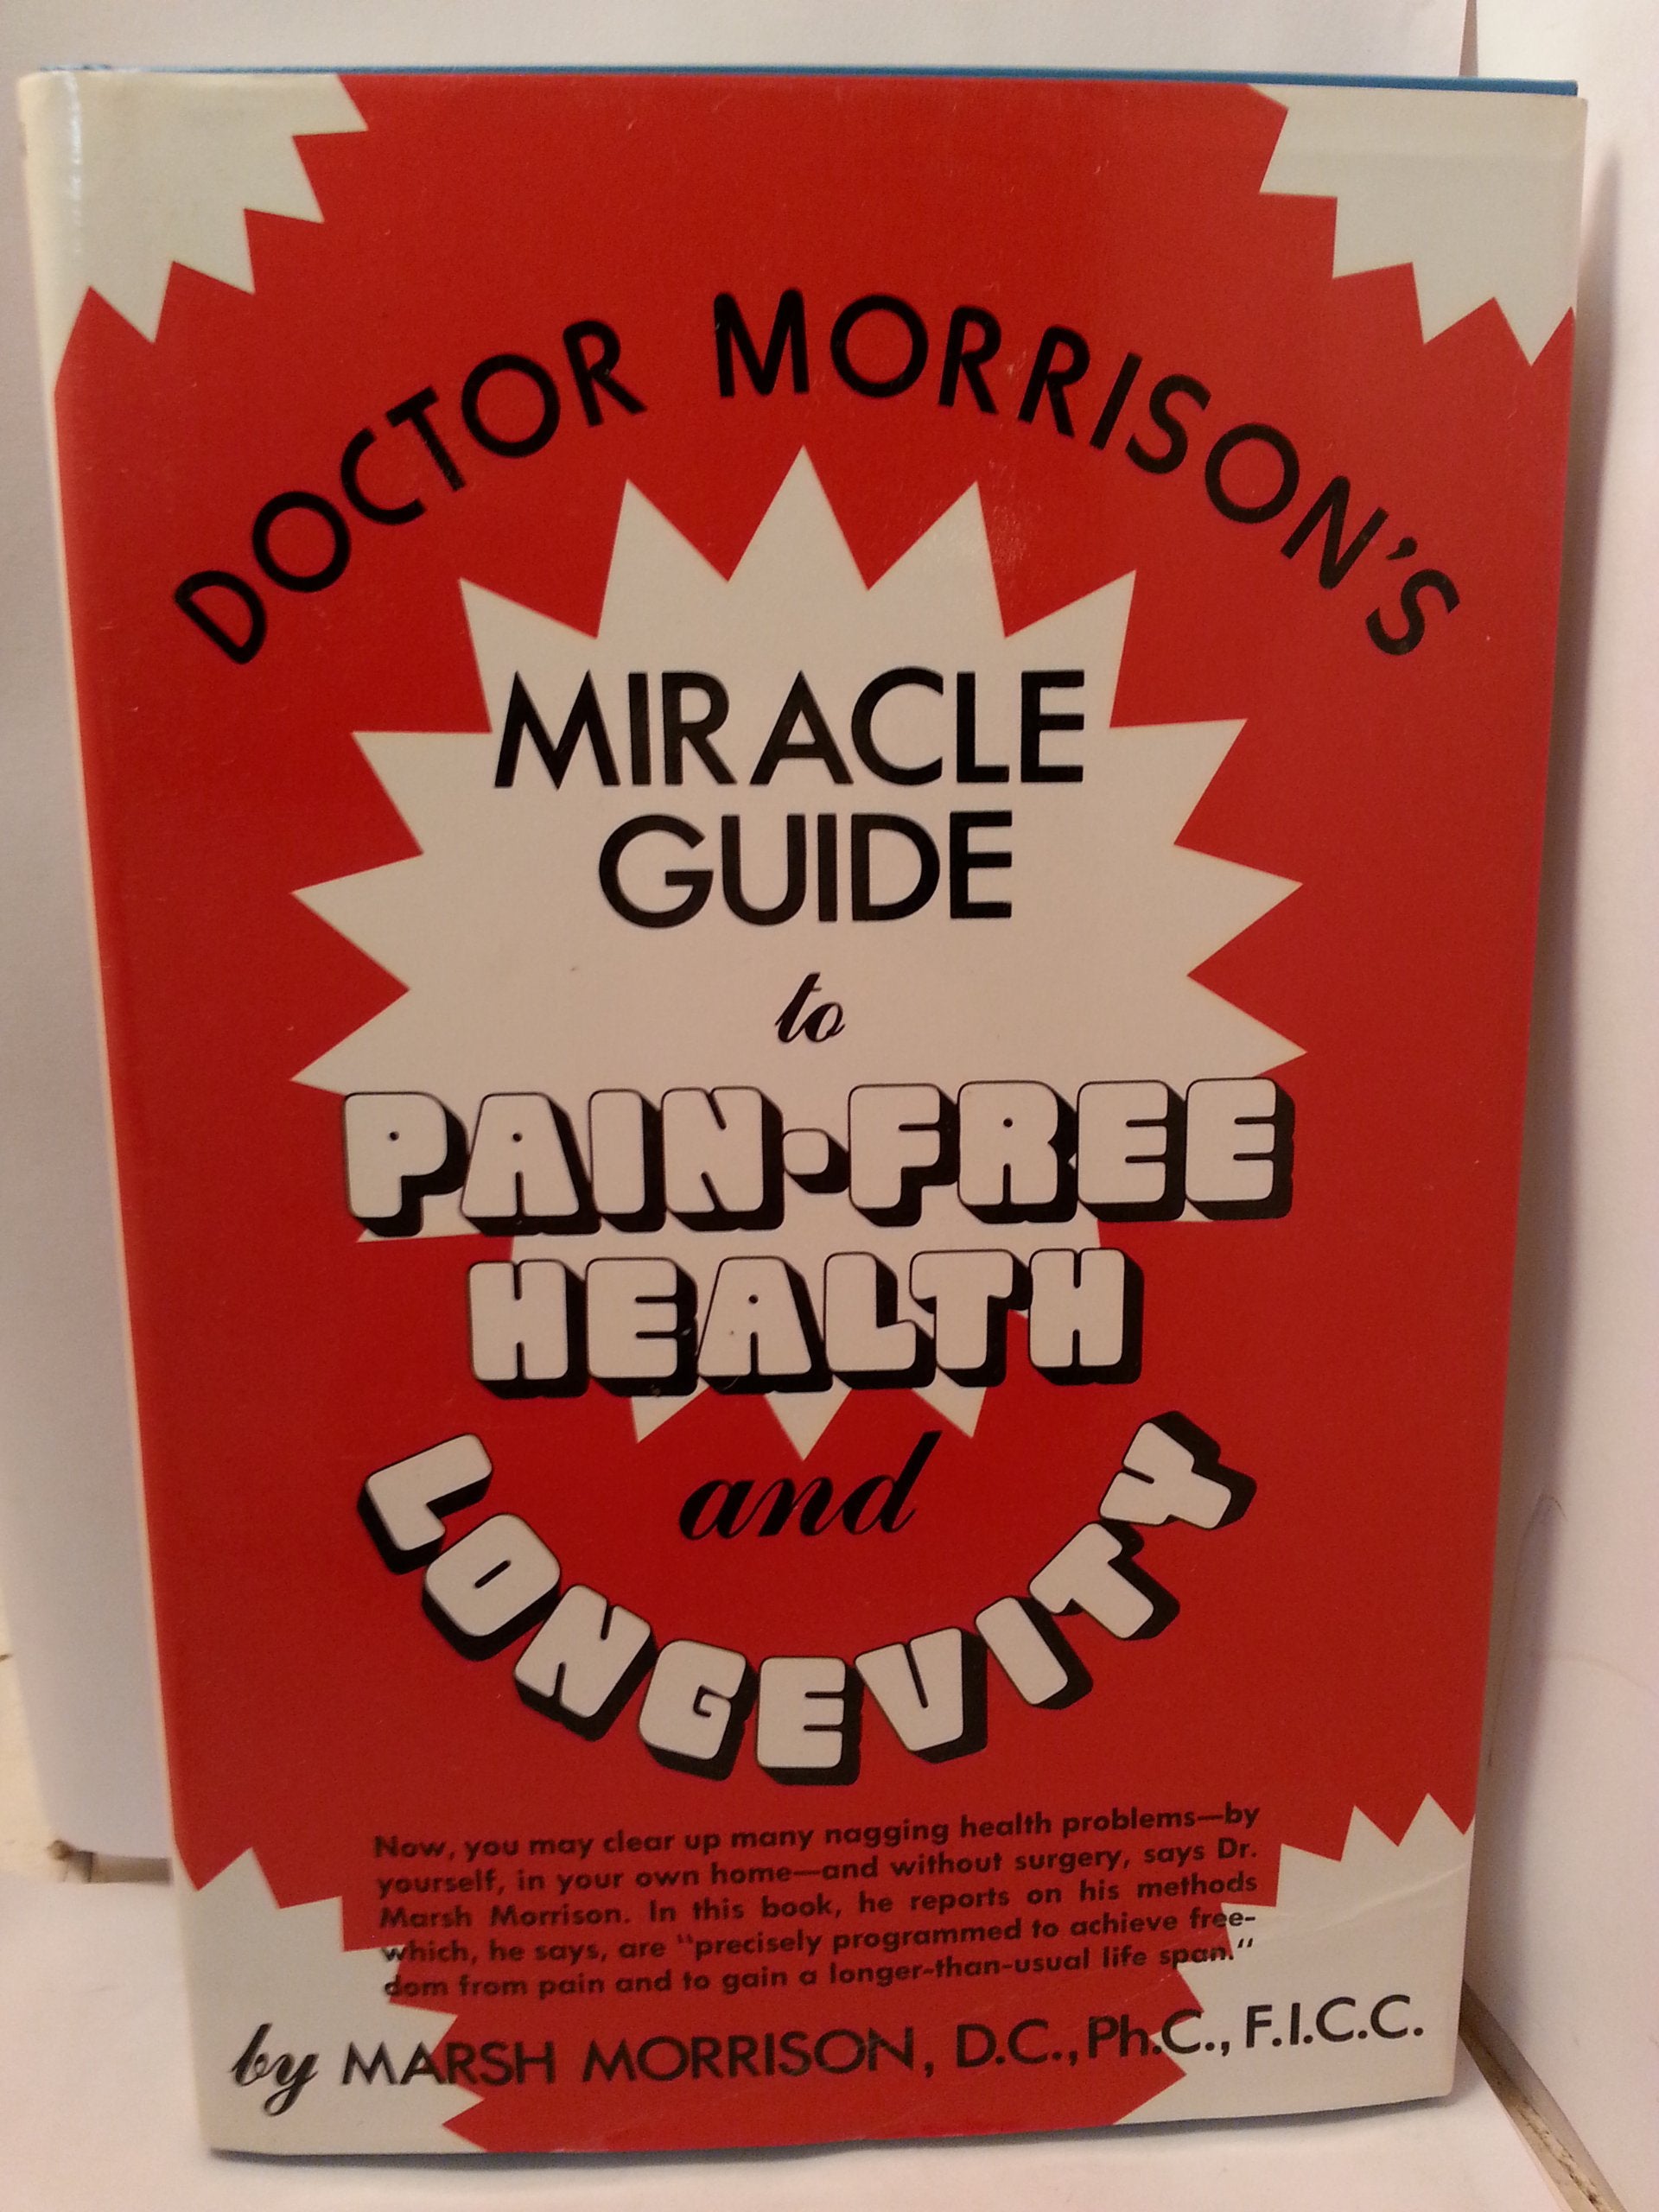 DOCTOR MORRISON'S
MIRACLE
GUIDE
to
PAIN-FREE
HEALTH
and
LONGEVITY
Now, you may clear up many nagging health problems—by
yourself, in your own home—and without surgery, says Dr.
Marsh Morrison. In this book, he reports on his methods
which, he says, are "precisely programmed to achieve free-
dom from pain and to gain a longer-than-usual life span."
by MARSH MORRISON, D.C., Ph.C., F.I.C.C.